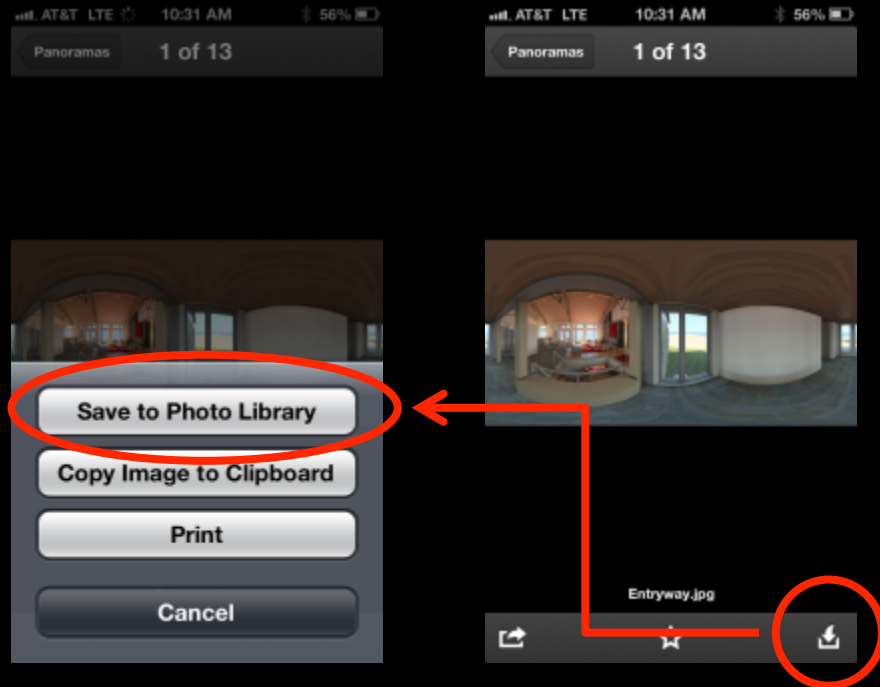 AT&T LTE 10:31 AM 56%
Panoramas 1 of 13
Save to Photo Library
Copy Image to Clipboard
Print
Cancel
AT&T LTE 10:31 AM 56%
Panoramas 1 of 13
Entryway.jpg